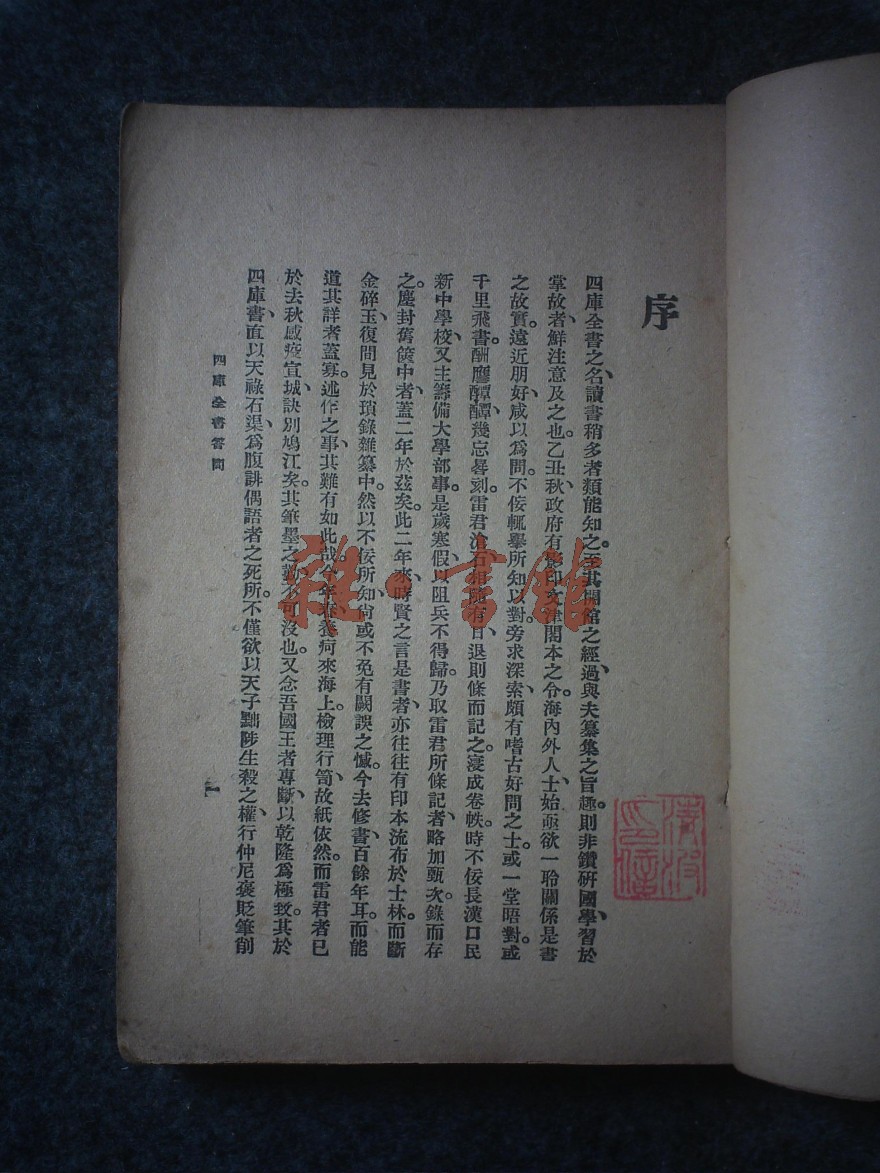 序
四庫全書之名、讀書稍多者類能知之。至其開館之經過、與夫纂集之旨趣。則非鑽研國學、習於
掌故者、鮮注意及之也。乙丑秋、政府有影印文津閣本之令。海內外人士、始亟欲一聆關係是書
之故實。遠近朋好、咸以爲問。不佞輒舉所知以對。旁求深索、頗有嗜古好問之士。或一堂晤對。或
千里飛書。酬應醰醰、幾忘晷刻。雷君滄石相隨有日、退則條而記之。寖成卷帙。時不佞長漢口民
新中學校、又主籌備大學部事。是歲寒假、以阻兵不得歸。乃取雷君所條記者、略加甄次。錄而存
之。塵封舊篋中者、蓋二年於茲矣。此二年來、時賢之言是書者、亦往往有印本流布於士林。而斷
金碎玉、復間見於瑣錄雜纂中。然以不佞所知、尙或不免有闕誤之憾。今去修書、百餘年耳。而能
道其詳者蓋寡。述作之事、其難有如此哉。今年春養疴來海上。檢理行笥、故紙依然。而雷君者已
於去秋感疫宣城、訣別鳩江矣。其筆墨之勤、不可沒也。又念吾國王者專斷、以乾隆爲極致。其於
四庫書、直以天祿石渠、爲腹誹偶語者之死所。不僅欲以天子黜陟生殺之權、行仲尼褒貶筆削
四庫全書答問
一
雜·書館